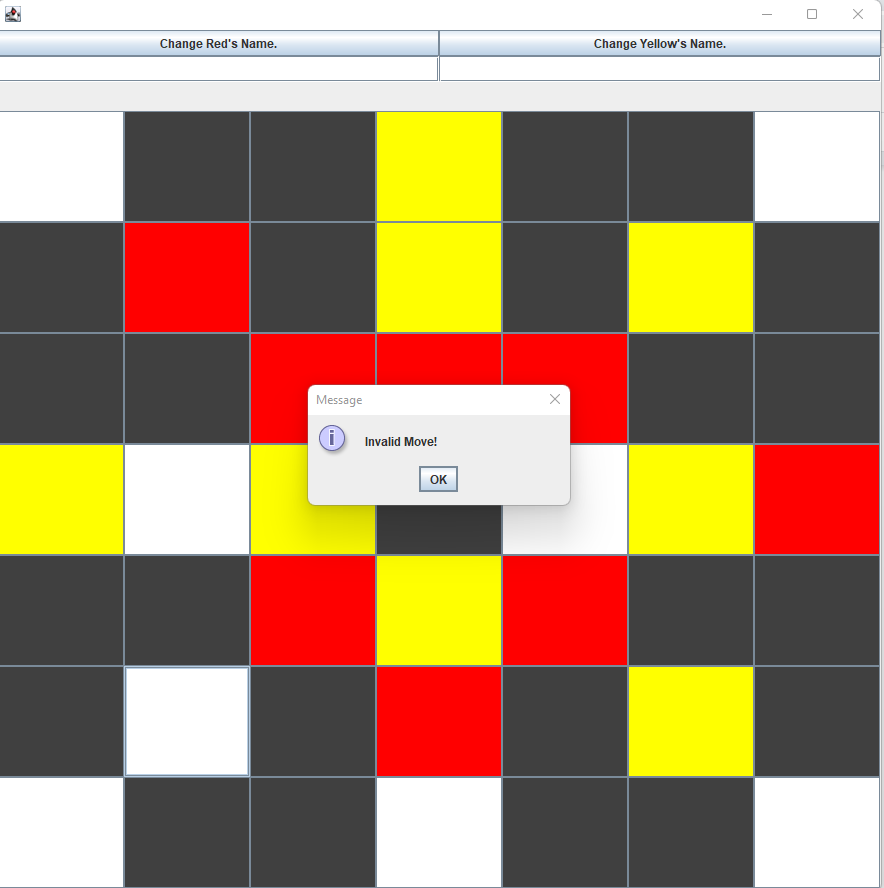 Change Red's Name.
Change Yellow's Name.
Message
i
Invalid Move!
OK